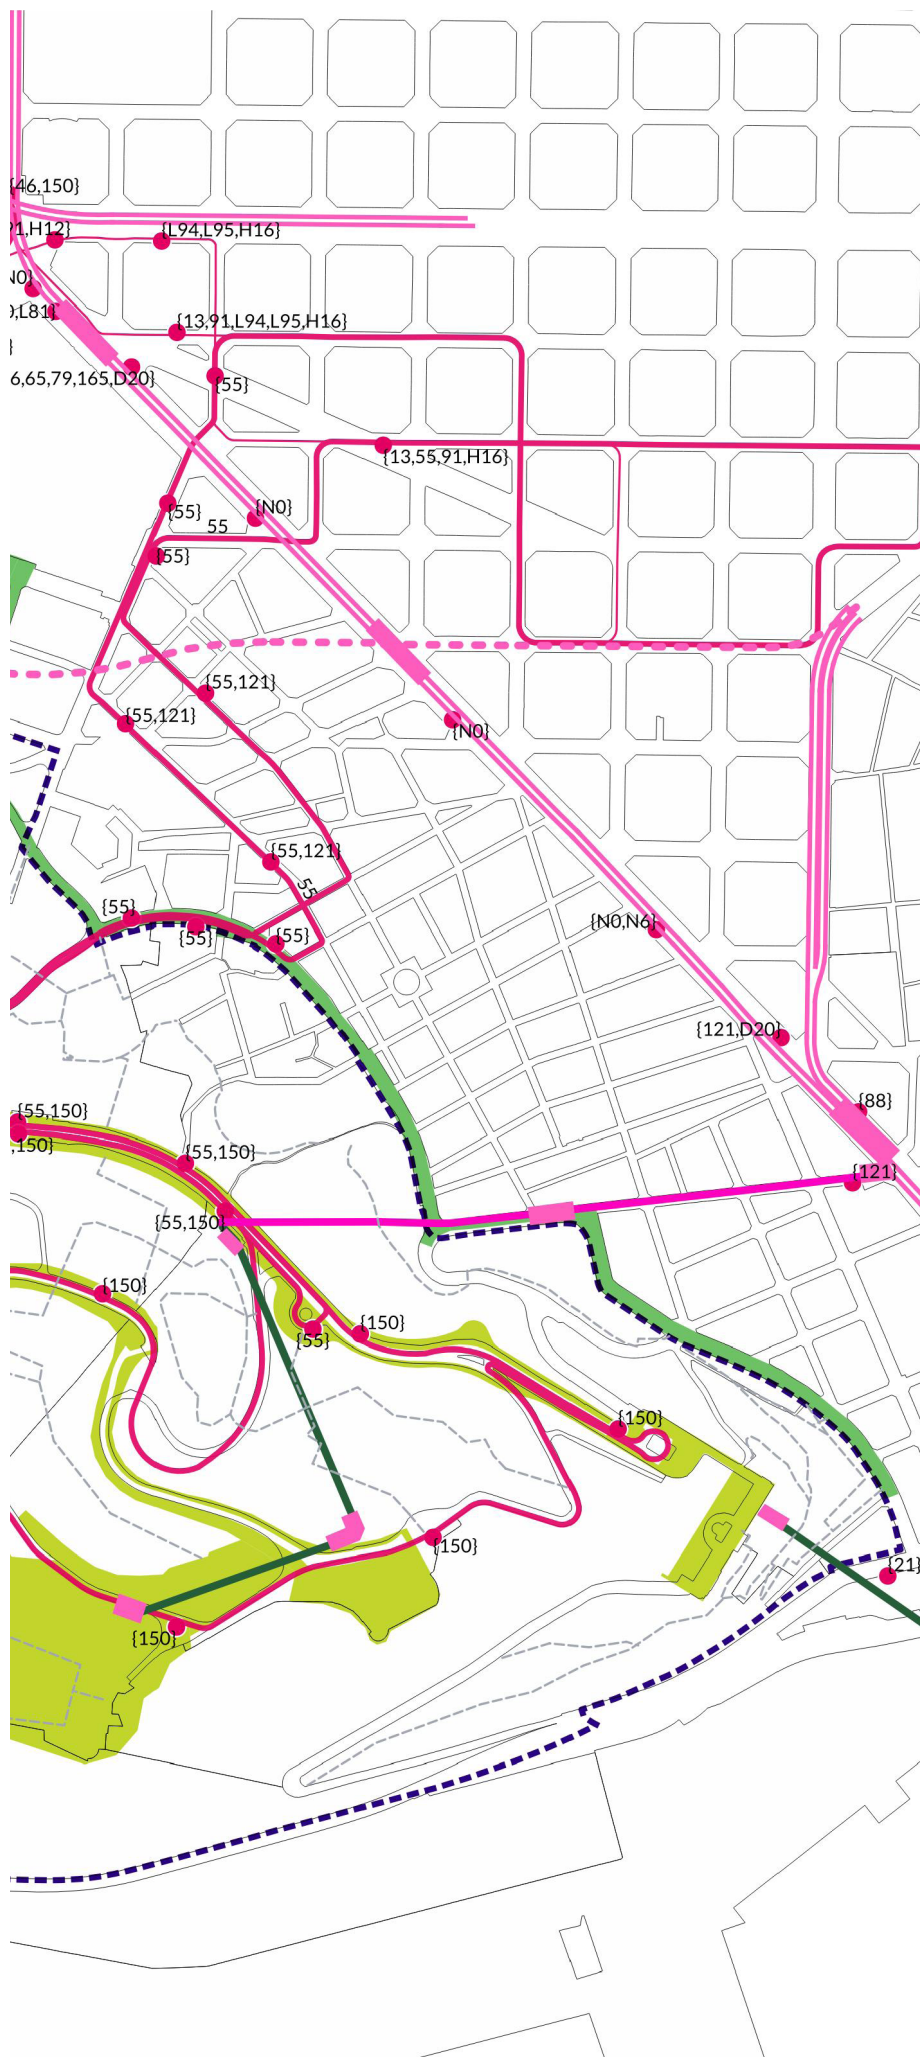 {46,150}
91,H12}
{L94,L95,H16}
N0}
0,L81}
{13,91,L94,L95,H16}
}
6,65,79,165,D20}
{55}
{13,55,91,H16}
{55}
{N0}
55
{55}
{55,121}
{55,121}
{N0}
{55,121}
55
{55}
{55}
{55}
{N0,N6}
{121,D20}
{88}
{55,150}
,150}
{55,150}
{121}
{55,150}
{150}
{150}
{55}
{150}
{150}
{21}
{150}